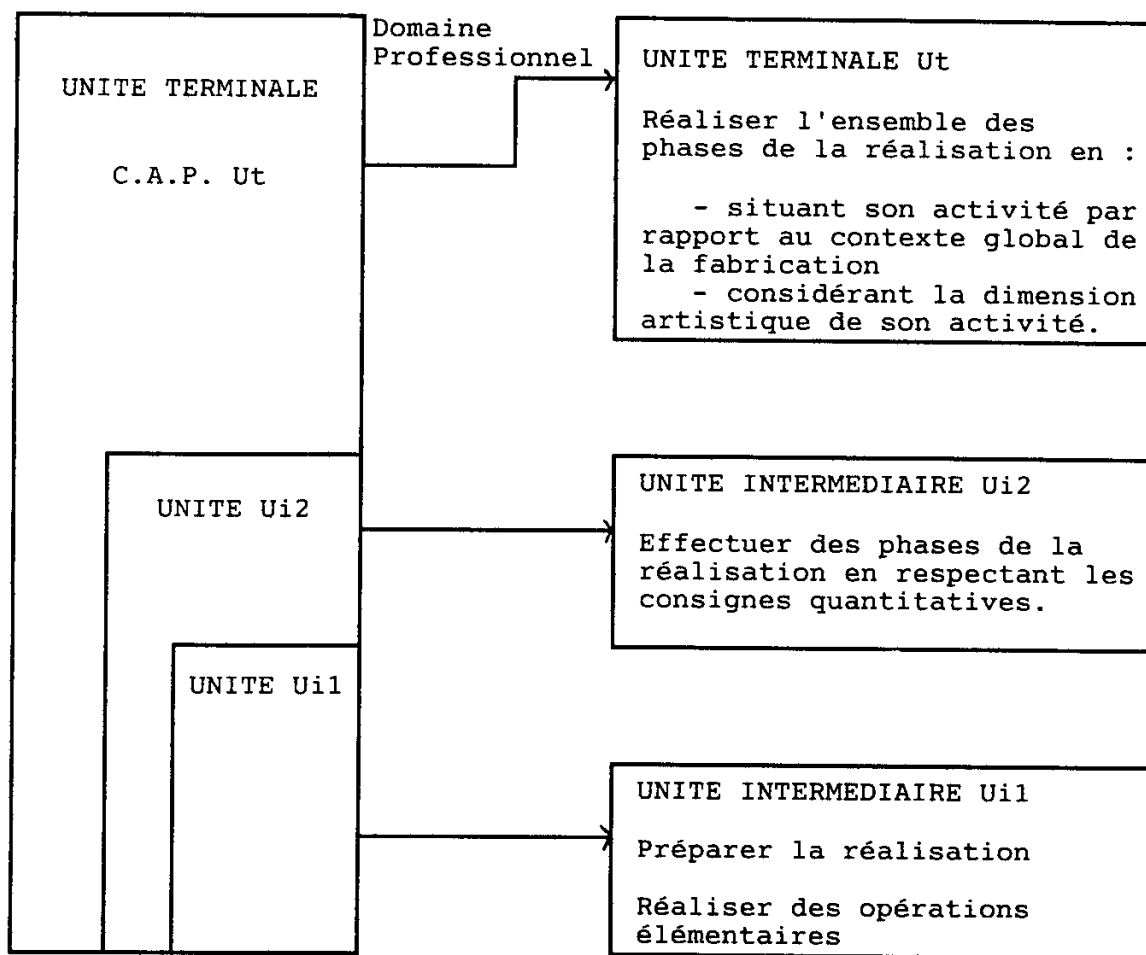 UNITE TERMINALE
C.A.P. Ut
Domaine
Professionnel
UNITE TERMINALE Ut
Réaliser l'ensemble des
phases de la réalisation en :
- situant son activité par
rapport au contexte global de
la fabrication
- considérant la dimension
artistique de son activité.
UNITE Ui2
UNITE INTERMEDIAIRE Ui2
Effectuer des phases de la
réalisation en respectant les
consignes quantitatives.
UNITE Ui1
UNITE INTERMEDIAIRE Ui1
Préparer la réalisation
Réaliser des opérations
élémentaires